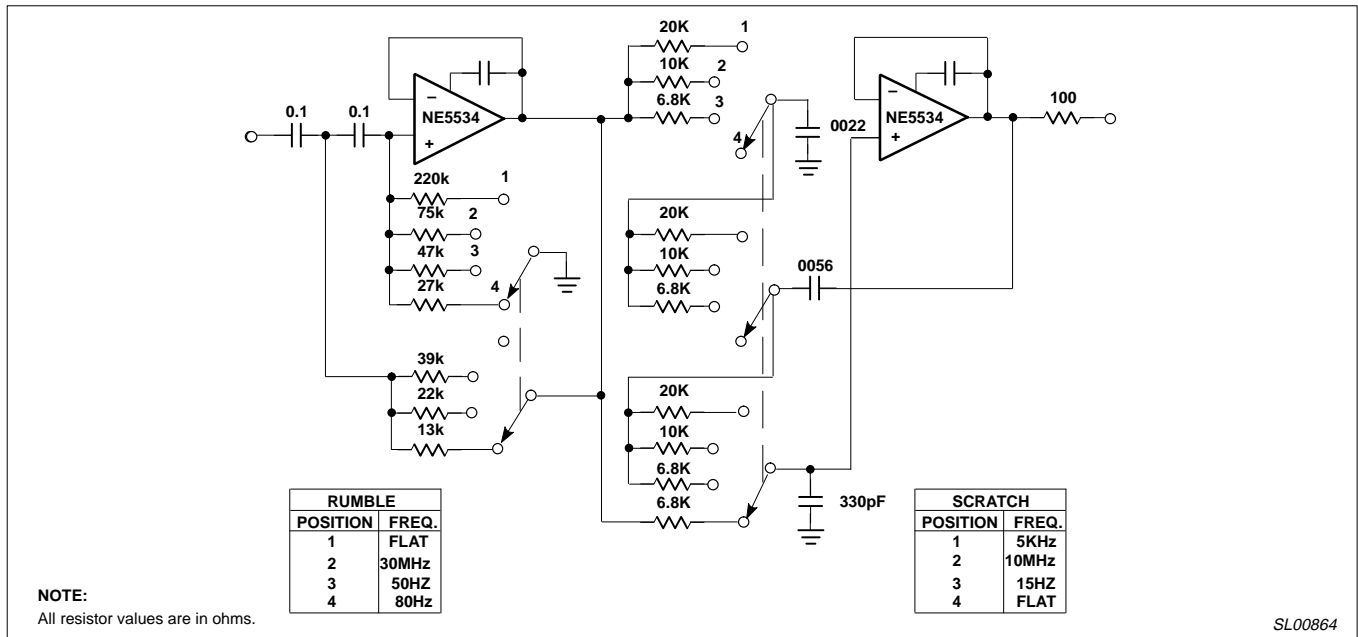 20K
1
10K
2
6.8K
3
0.1
0.1
−
NE5534
+
4
0022
−
NE5534
+
100
220k
1
75k
2
47k
3
27k
4
20K
10K
6.8K
0056
39k
22k
13k
20K
10K
6.8K
6.8K
330pF
RUMBLE
POSITION FREQ.
1 FLAT
2 30MHz
3 50HZ
4 80Hz
SCRATCH
POSITION FREQ.
1 5KHz
2 10MHz
3 15HZ
4 FLAT
NOTE:
All resistor values are in ohms.
SL00864